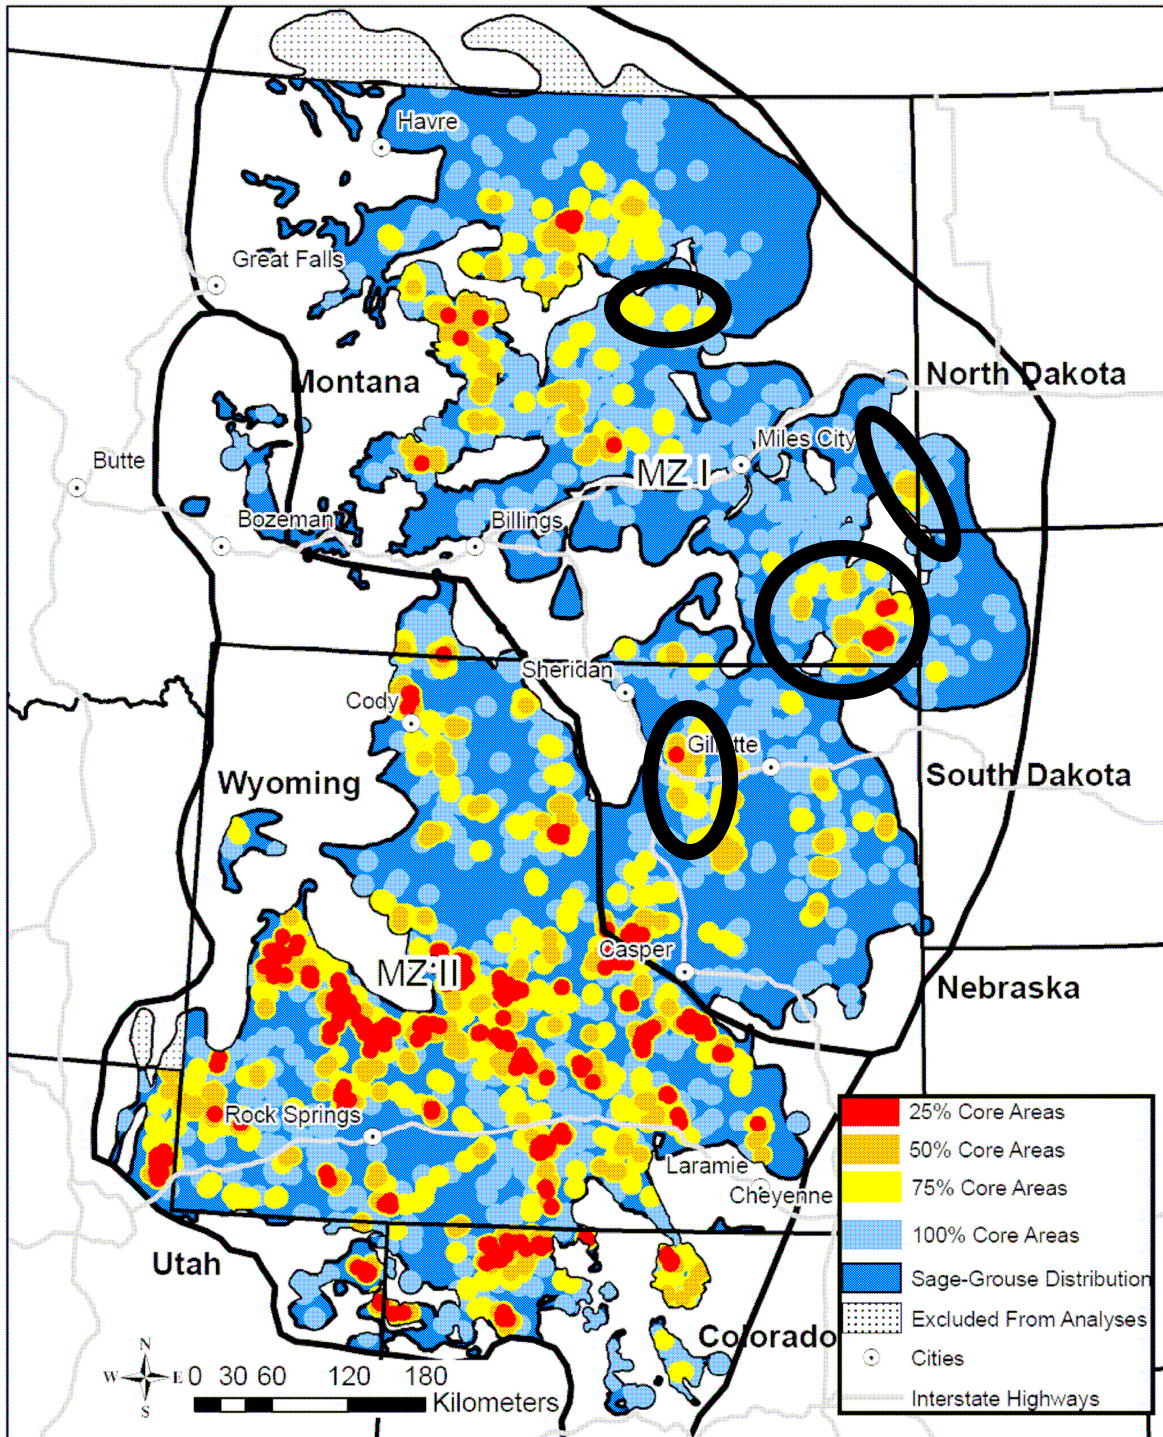 Havre
Great Falls
Montana
North Dakota
Miles City
Butte
MZ I
Bozeman
Billings
Sheridan
Cody
Gillette
Wyoming
South Dakota
Casper
MZ II
Nebraska
Rock Springs
Laramie
Cheyenne
Utah
Colorado
25% Core Areas
50% Core Areas
75% Core Areas
100% Core Areas
Sage-Grouse Distribution
Excluded From Analyses
Cities
Interstate Highways
N
W E
S
0 30 60 120 180
Kilometers